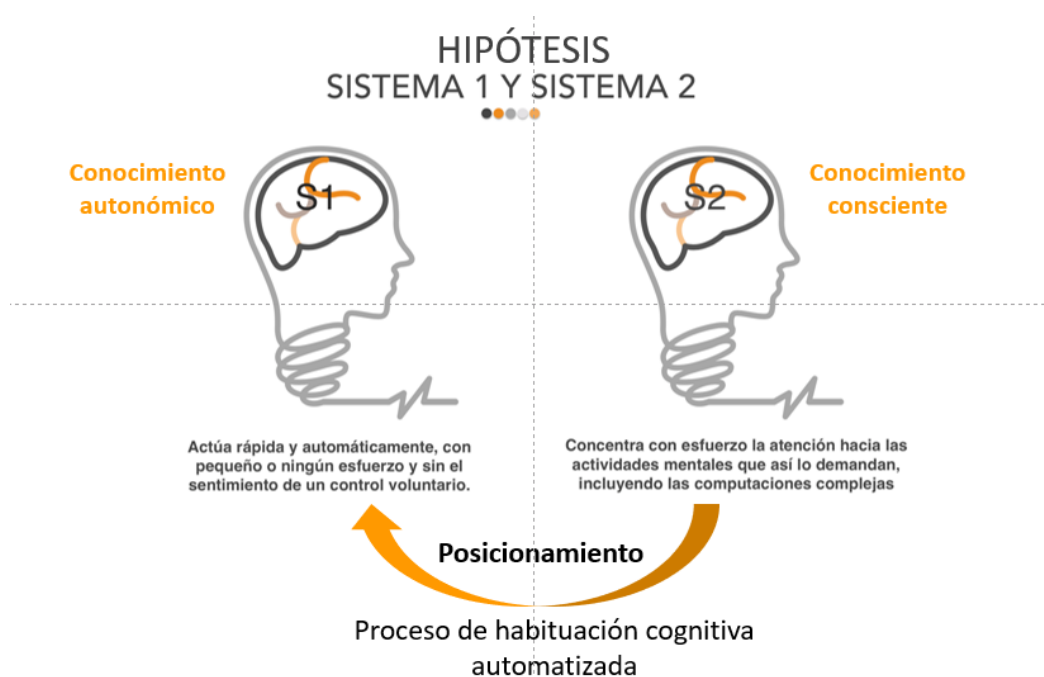 HIPÓTESIS
SISTEMA 1 Y SISTEMA 2
Conocimiento
autonómico
S1
S2
Conocimiento
consciente
Actúa rápida y automáticamente, con
pequeño o ningún esfuerzo y sin el
sentimiento de un control voluntario.
Concentra con esfuerzo la atención hacia las
actividades mentales que así lo demandan,
incluyendo las computaciones complejas
Posicionamiento
Proceso de habituación cognitiva
automatizada